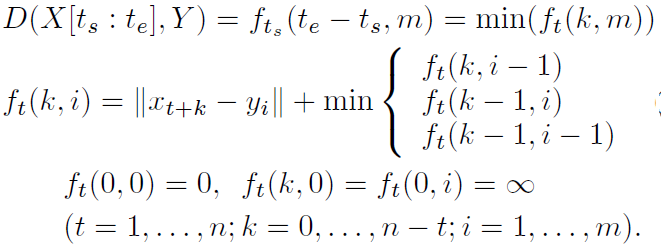 D(X[t_s : t_e], Y) = f_{t_s}(t_e − t_s, m) = min(f_t(k, m))
f_t(k, i) = ‖x_{t+k} − y_i‖ + min { f_t(k, i − 1)
f_t(k − 1, i)
f_t(k − 1, i − 1)
f_t(0, 0) = 0, f_t(k, 0) = f_t(0, i) = ∞
(t = 1, . . . , n; k = 0, . . . , n − t; i = 1, . . . , m).